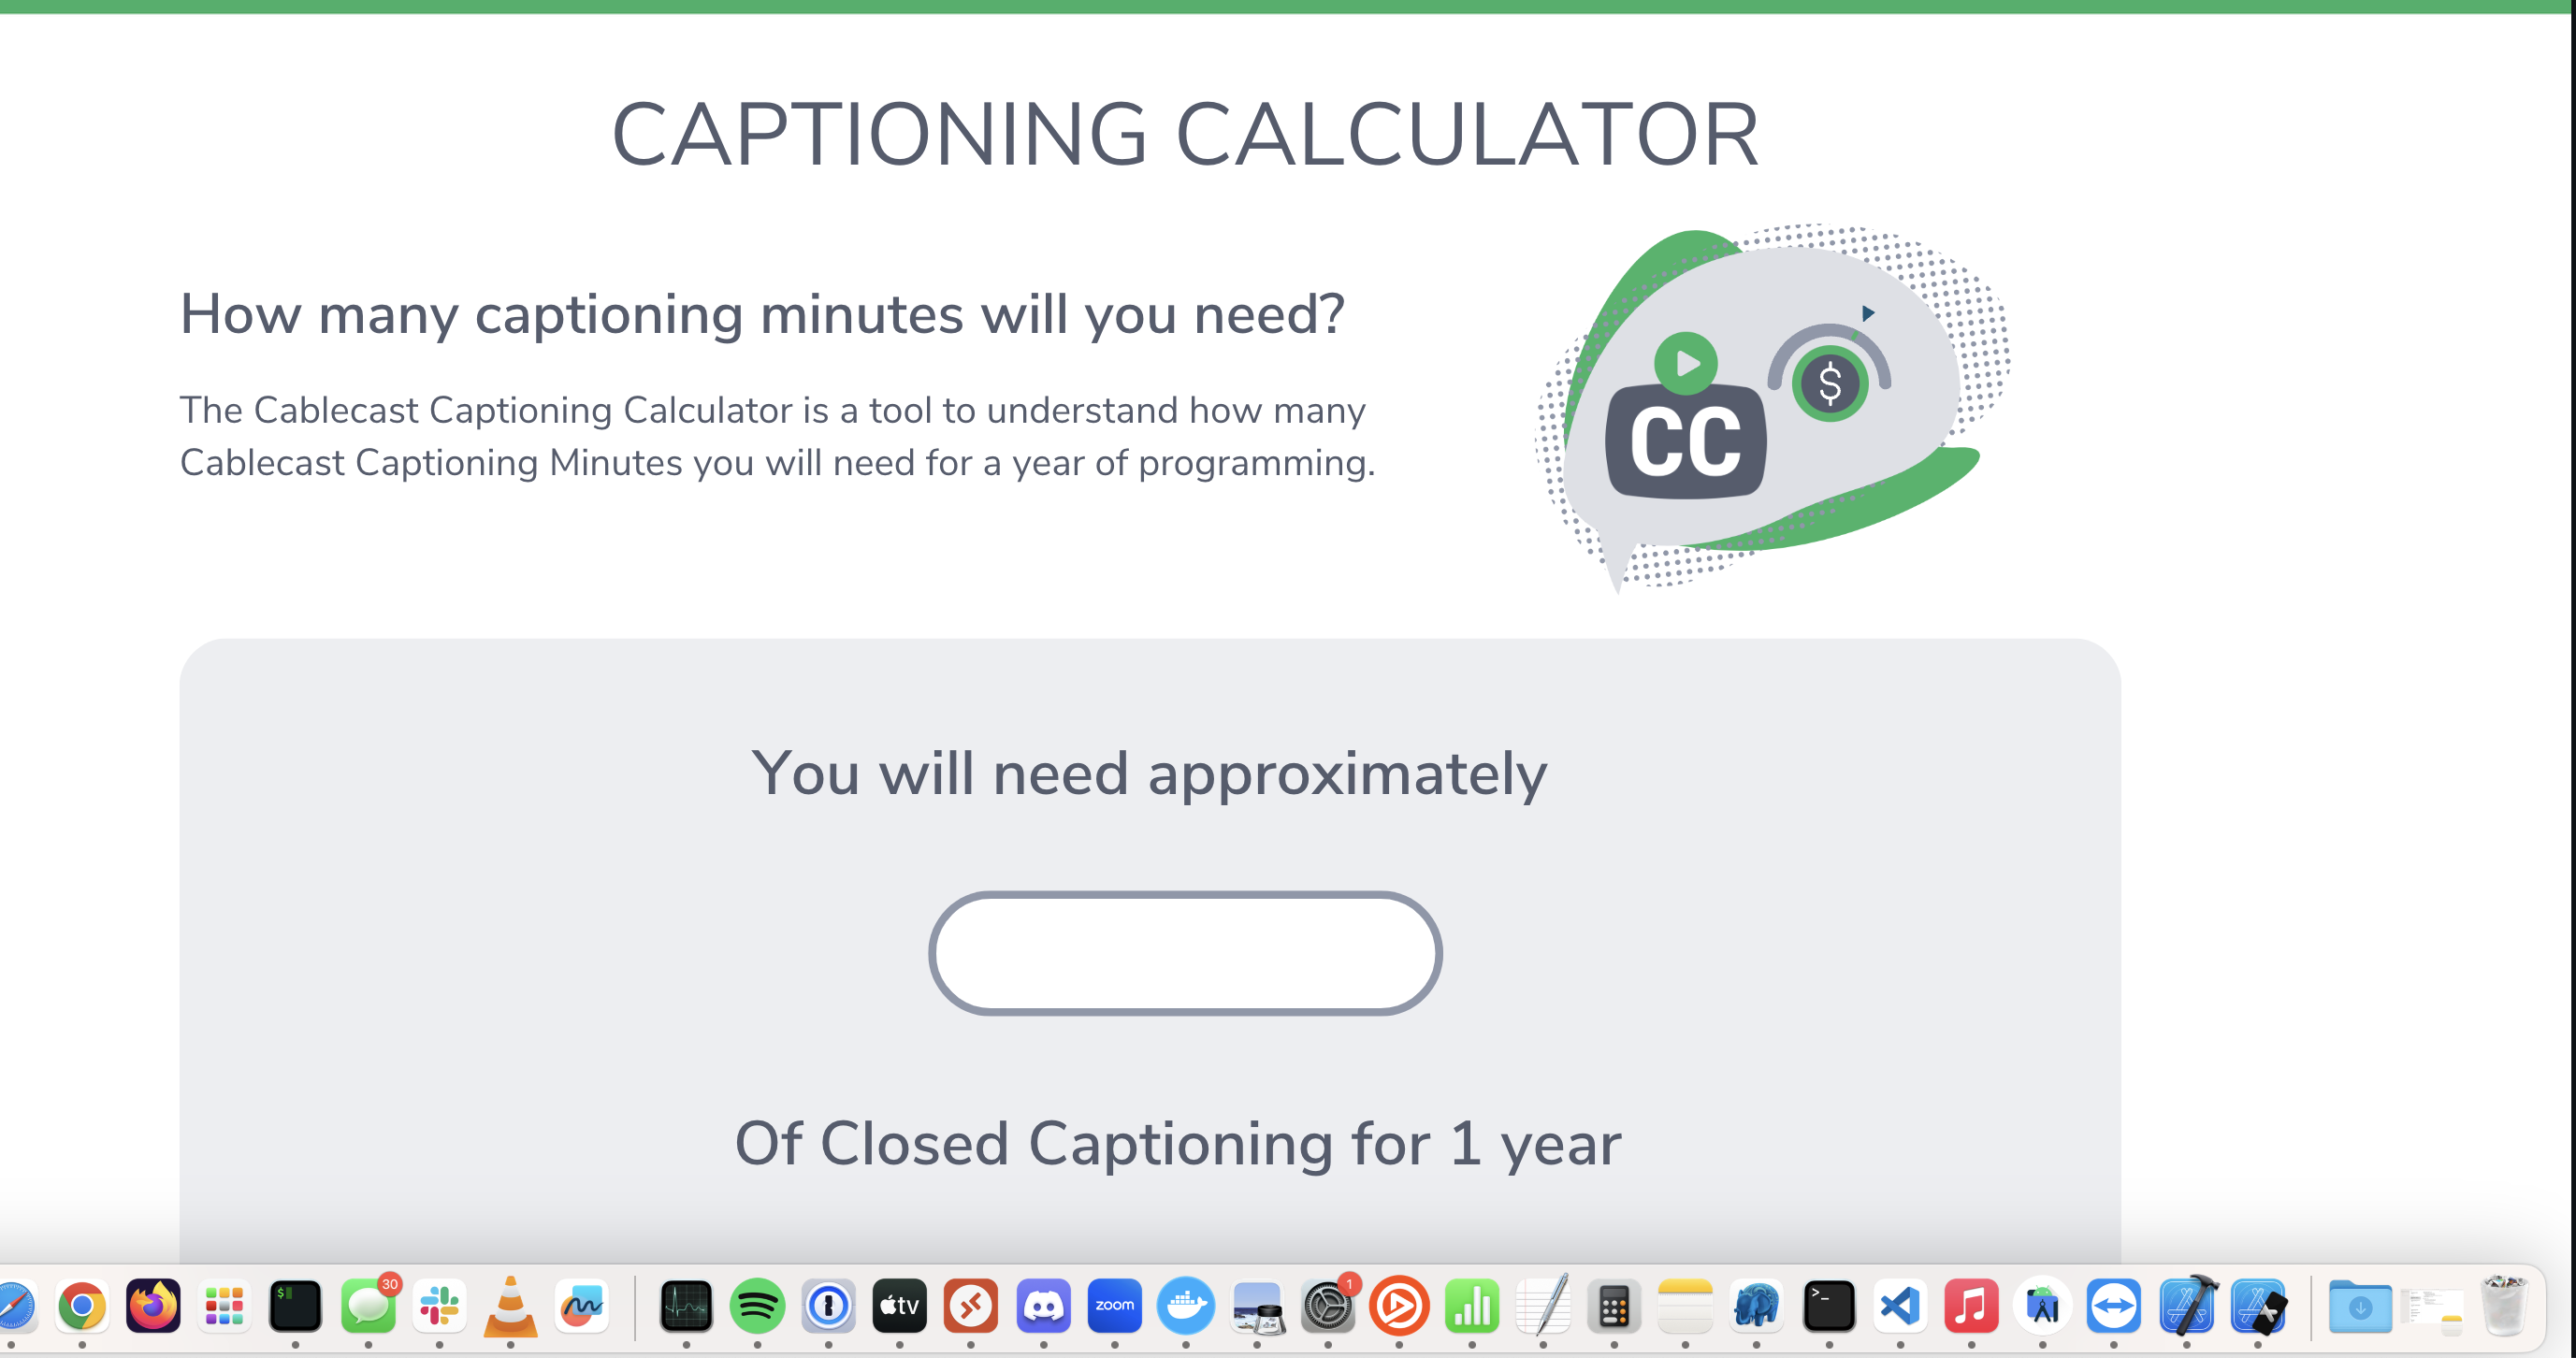 CAPTIONING CALCULATOR
How many captioning minutes will you need?
The Cablecast Captioning Calculator is a tool to understand how many
Cablecast Captioning Minutes you will need for a year of programming.
CC
$
You will need approximately
Of Closed Captioning for 1 year
$
30
tv
zoom
1
>_